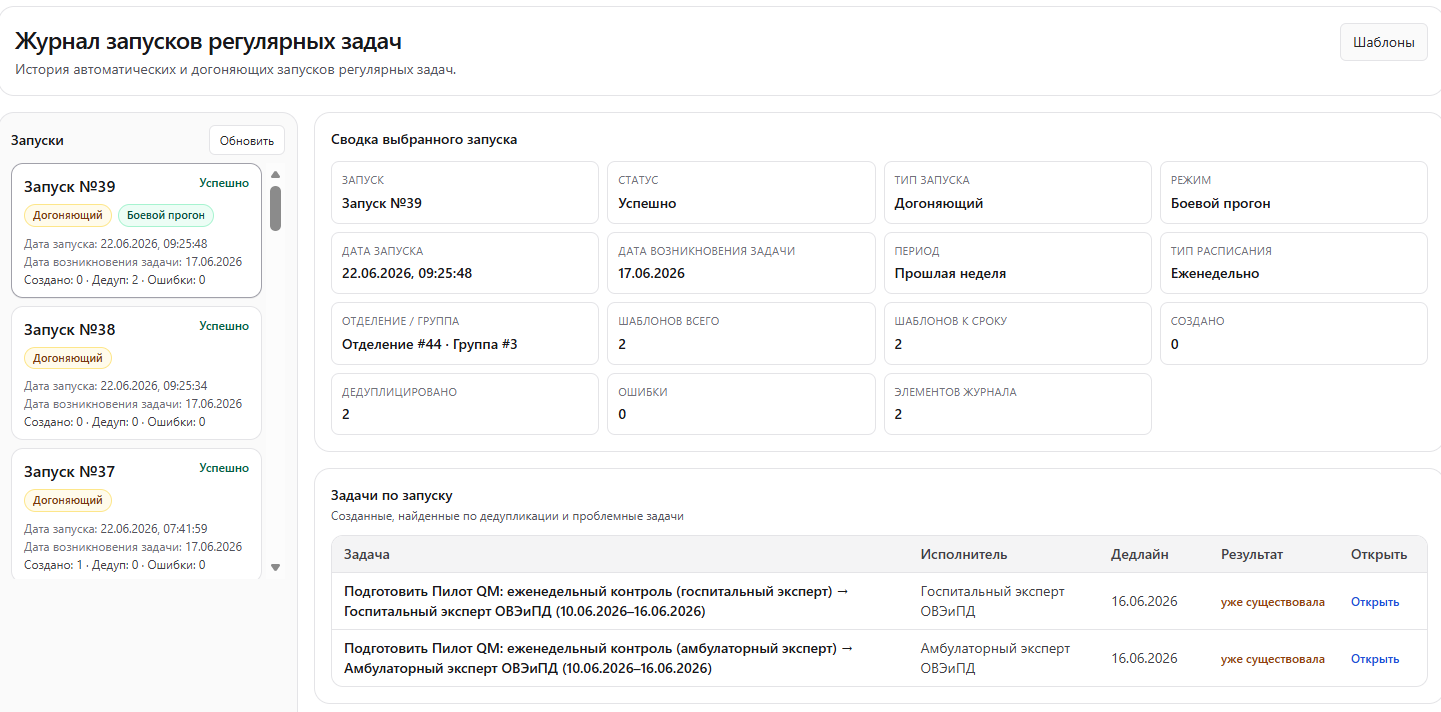 Журнал запусков регулярных задач
История автоматических и догоняющих запусков регулярных задач.
Шаблоны
Запуски
Обновить
Запуск №39
Успешно
Догоняющий
Боевой прогон
Дата запуска: 22.06.2026, 09:25:48
Дата возникновения задачи: 17.06.2026
Создано: 0 · Дедуп: 2 · Ошибки: 0
Запуск №38
Успешно
Догоняющий
Дата запуска: 22.06.2026, 09:25:34
Дата возникновения задачи: 17.06.2026
Создано: 0 · Дедуп: 0 · Ошибки: 0
Запуск №37
Успешно
Догоняющий
Дата запуска: 22.06.2026, 07:41:59
Дата возникновения задачи: 17.06.2026
Создано: 1 · Дедуп: 0 · Ошибки: 0
Сводка выбранного запуска
ЗАПУСК
Запуск №39
СТАТУС
Успешно
ТИП ЗАПУСКА
Догоняющий
РЕЖИМ
Боевой прогон
ДАТА ЗАПУСКА
22.06.2026, 09:25:48
ДАТА ВОЗНИКНОВЕНИЯ ЗАДАЧИ
17.06.2026
ПЕРИОД
Прошлая неделя
ТИП РАСПИСАНИЯ
Еженедельно
ОТДЕЛЕНИЕ / ГРУППА
Отделение #44 · Группа #3
ШАБЛОНОВ ВСЕГО
2
ШАБЛОНОВ К СРОКУ
2
СОЗДАНО
0
ДЕДУПЛИЦИРОВАНО
2
ОШИБКИ
0
ЭЛЕМЕНТОВ ЖУРНАЛА
2
Задачи по запуску
Созданные, найденные по дедупликации и проблемные задачи
Задача
Исполнитель
Дедлайн
Результат
Открыть
Подготовить Пилот QM: еженедельный контроль (госпитальный эксперт) →
Госпитальный эксперт ОВЭиПД (10.06.2026–16.06.2026)
Госпитальный эксперт
ОВЭиПД
16.06.2026
уже существовала
Открыть
Подготовить Пилот QM: еженедельный контроль (амбулаторный эксперт) →
Амбулаторный эксперт ОВЭиПД (10.06.2026–16.06.2026)
Амбулаторный эксперт
ОВЭиПД
16.06.2026
уже существовала
Открыть